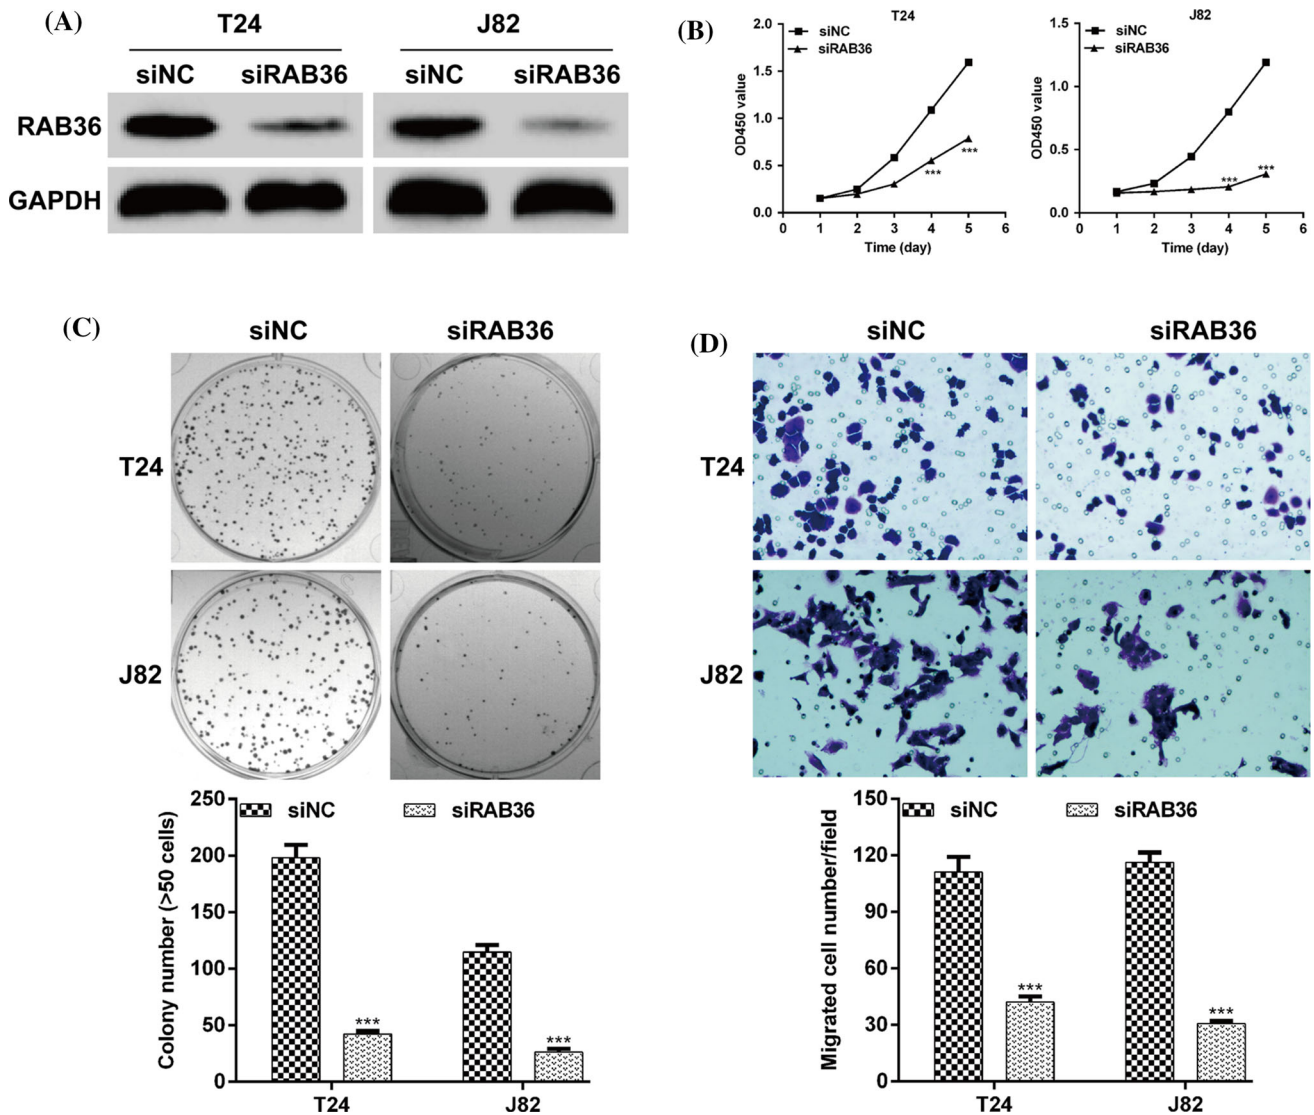 (A)
T24
J82
siNC
siRAB36
siNC
siRAB36
RAB36
GAPDH
(B)
T24
siNC
siRAB36
OD450 value
2.0
1.5
1.0
0.5
0.0
***
***
0 1 2 3 4 5 6
Time (day)
J82
siNC
siRAB36
OD450 value
1.5
1.0
0.5
0.0
***
***
0 1 2 3 4 5 6
Time (day)
(C)
siNC
siRAB36
T24
J82
siNC
siRAB36
Colony number (>50 cells)
250
200
150
100
50
0
***
***
T24
J82
(D)
siNC
siRAB36
T24
J82
siNC
siRAB36
Migrated cell number/field
150
120
90
60
30
0
***
***
T24
J82